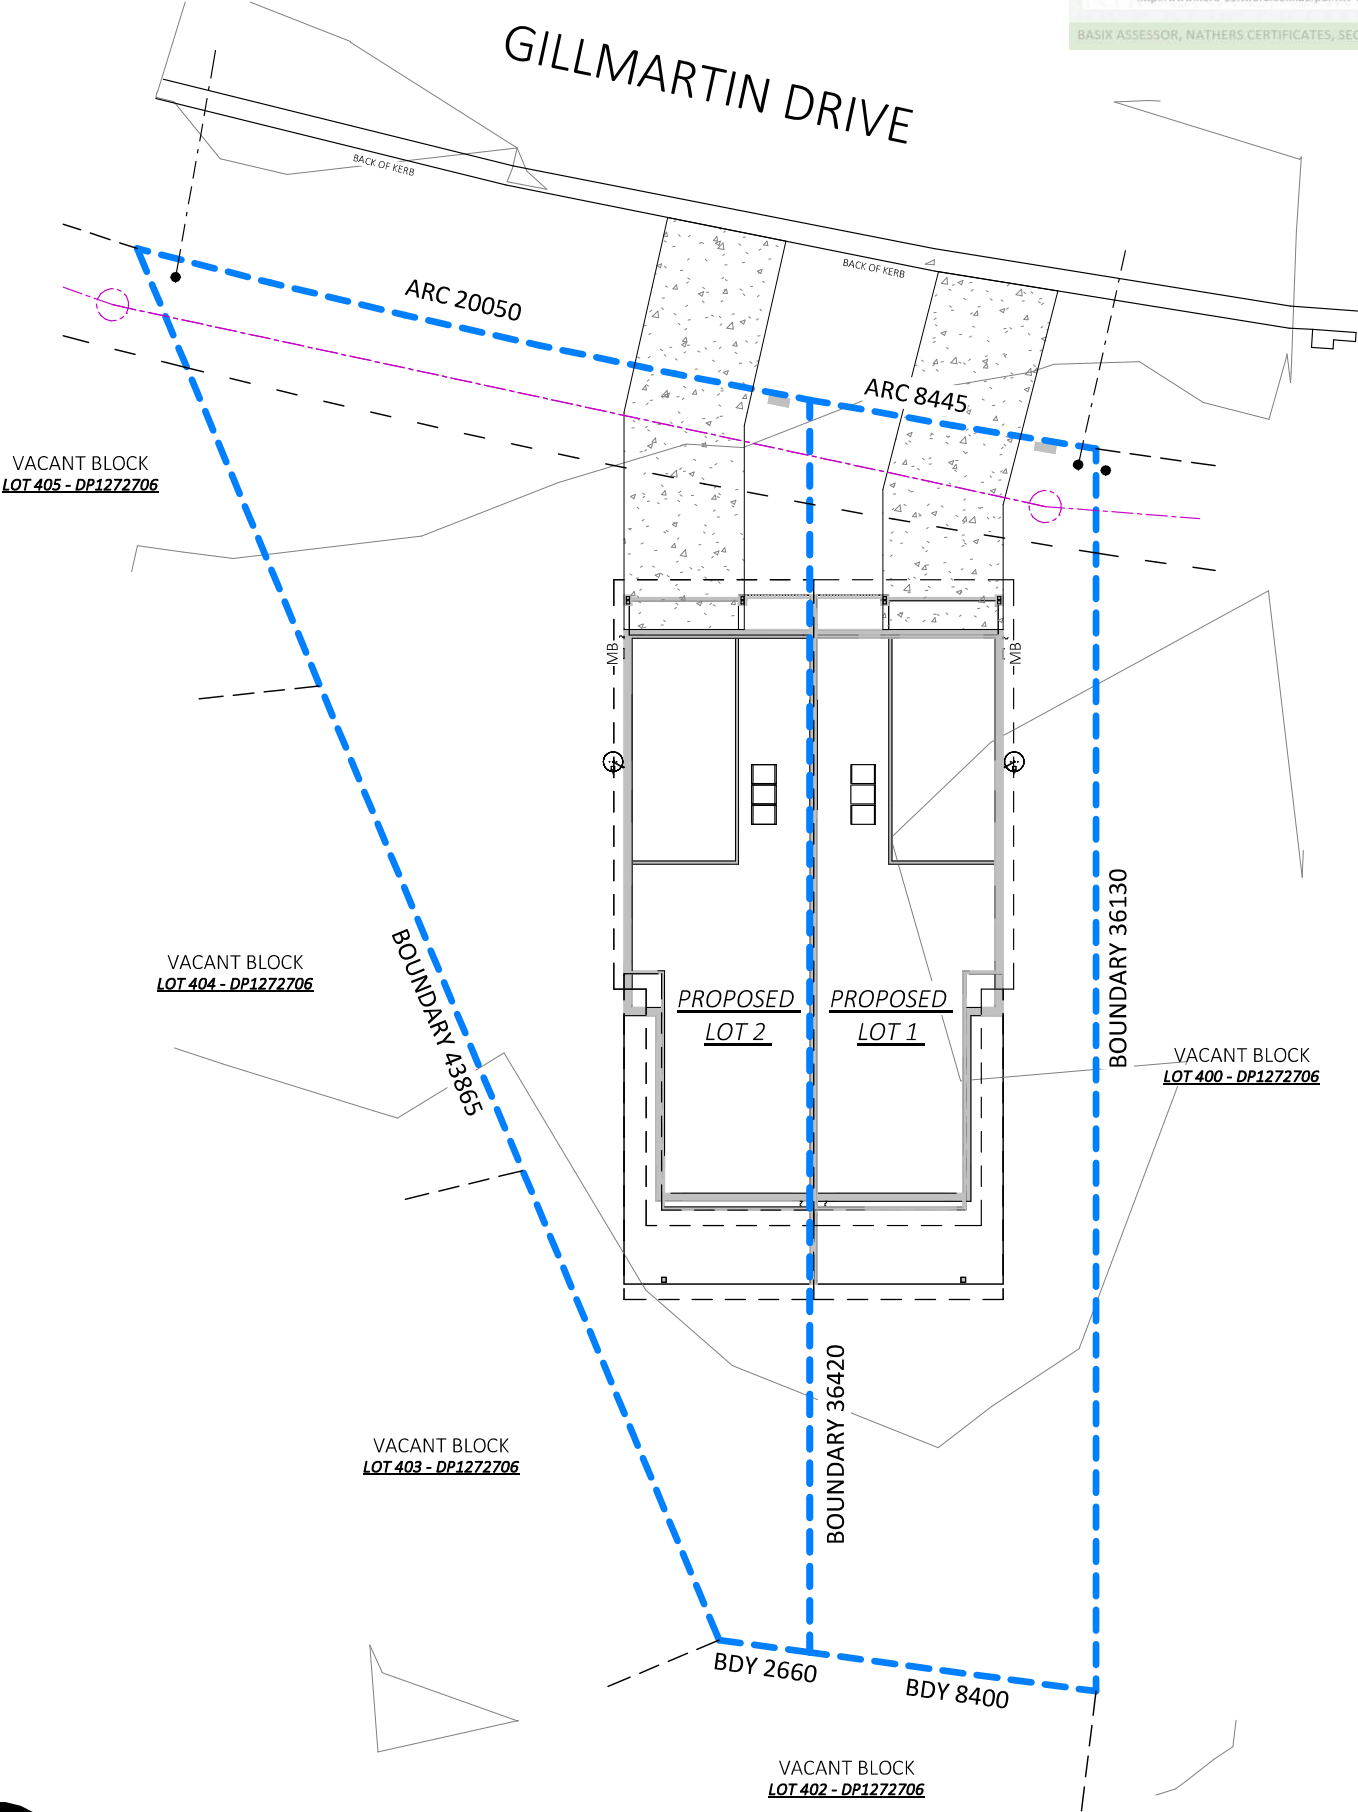 BASIX ASSESSOR, NATHERS CERTIFICATES, SEC
GILLMARTIN DRIVE
BACK OF KERB
BACK OF KERB
ARC 20050
ARC 8445
VACANT BLOCK
LOT 405 - DP1272706
MB
MB
BOUNDARY 36130
BOUNDARY 43865
VACANT BLOCK
LOT 404 - DP1272706
PROPOSED
LOT 2
PROPOSED
LOT 1
VACANT BLOCK
LOT 400 - DP1272706
BOUNDARY 36420
VACANT BLOCK
LOT 403 - DP1272706
BDY 2660
BDY 8400
VACANT BLOCK
LOT 402 - DP1272706